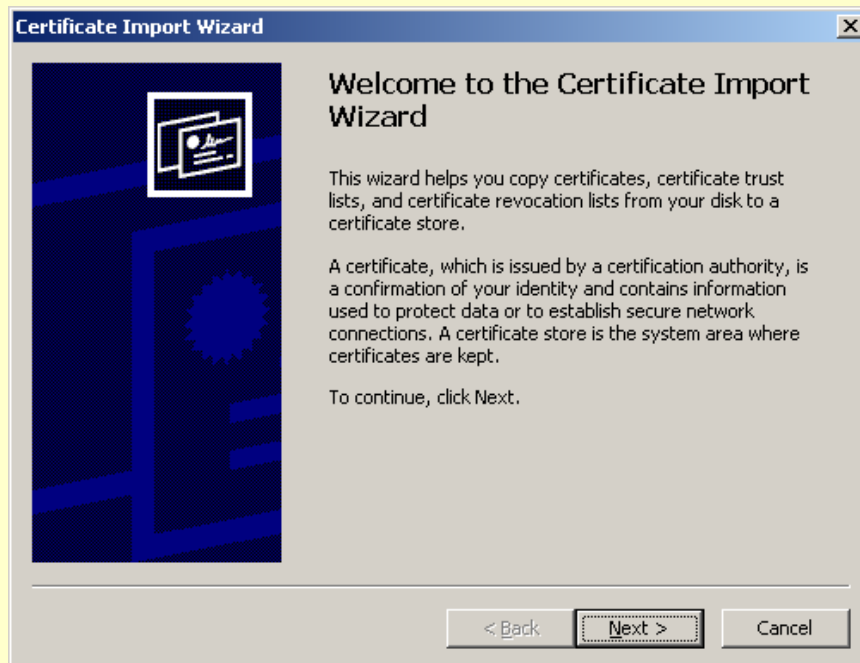 Certificate Import Wizard
Welcome to the Certificate Import
Wizard
This wizard helps you copy certificates, certificate trust
lists, and certificate revocation lists from your disk to a
certificate store.
A certificate, which is issued by a certification authority, is
a confirmation of your identity and contains information
used to protect data or to establish secure network
connections. A certificate store is the system area where
certificates are kept.
To continue, click Next.
< Back Next > Cancel